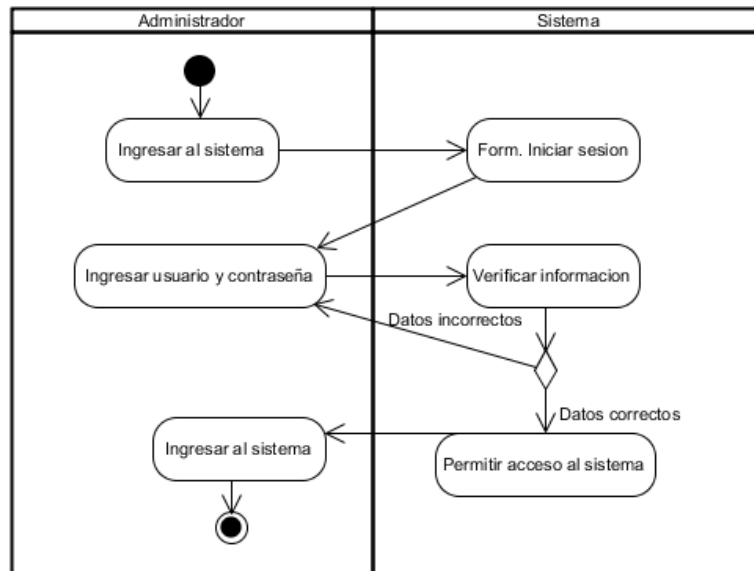 Administrador
Sistema
Ingresar al sistema
Form. Iniciar sesion
Ingresar usuario y contraseña
Verificar informacion
Datos incorrectos
Datos correctos
Ingresar al sistema
Permitir acceso al sistema